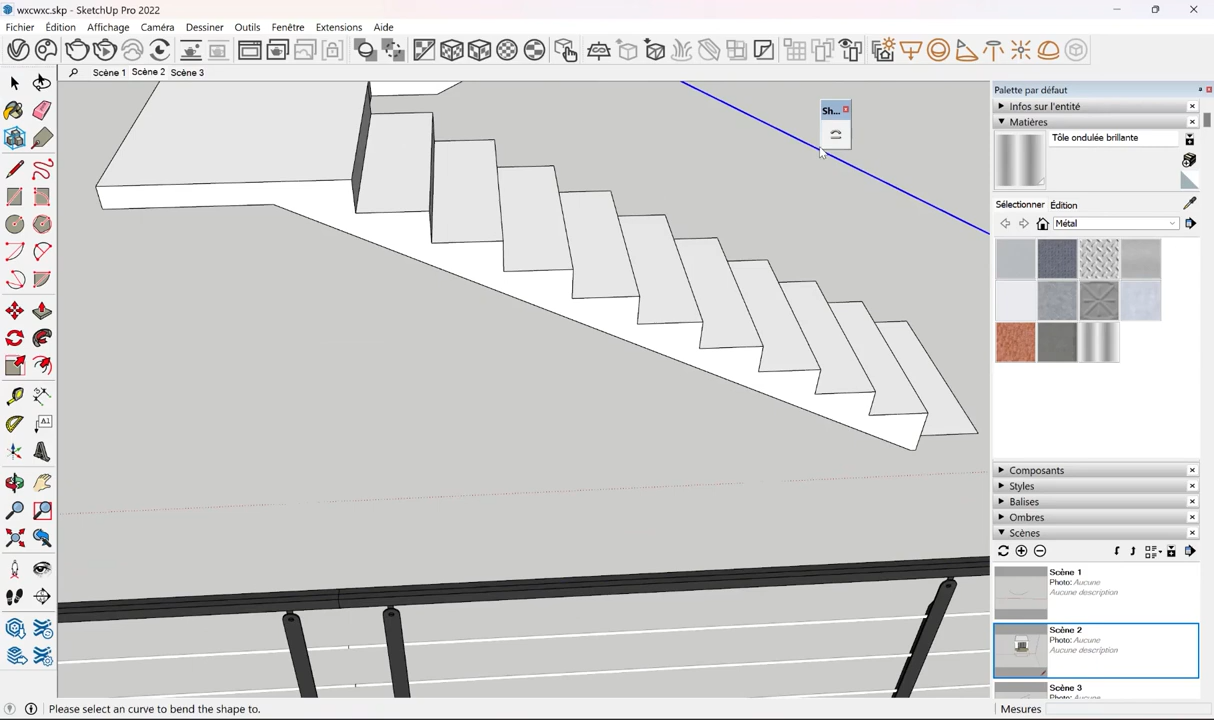 wxcwxc.skp - SketchUp Pro 2022
Fichier Édition Affichage Caméra Dessiner Outils Fenêtre Extensions Aide
Scène 1 Scène 2 Scène 3
Palette par défaut
Infos sur l'entité
Sh...
Matières
Tôle ondulée brillante
Sélectionner Édition
Métal
A1
Composants
Styles
Balises
Ombres
Scènes
Scène 1
Photo: Aucune
Aucune description
Scène 2
Photo: Aucune
Aucune description
Scène 3
Photo: Aucune
Please select an curve to bend the shape to.
Mesures